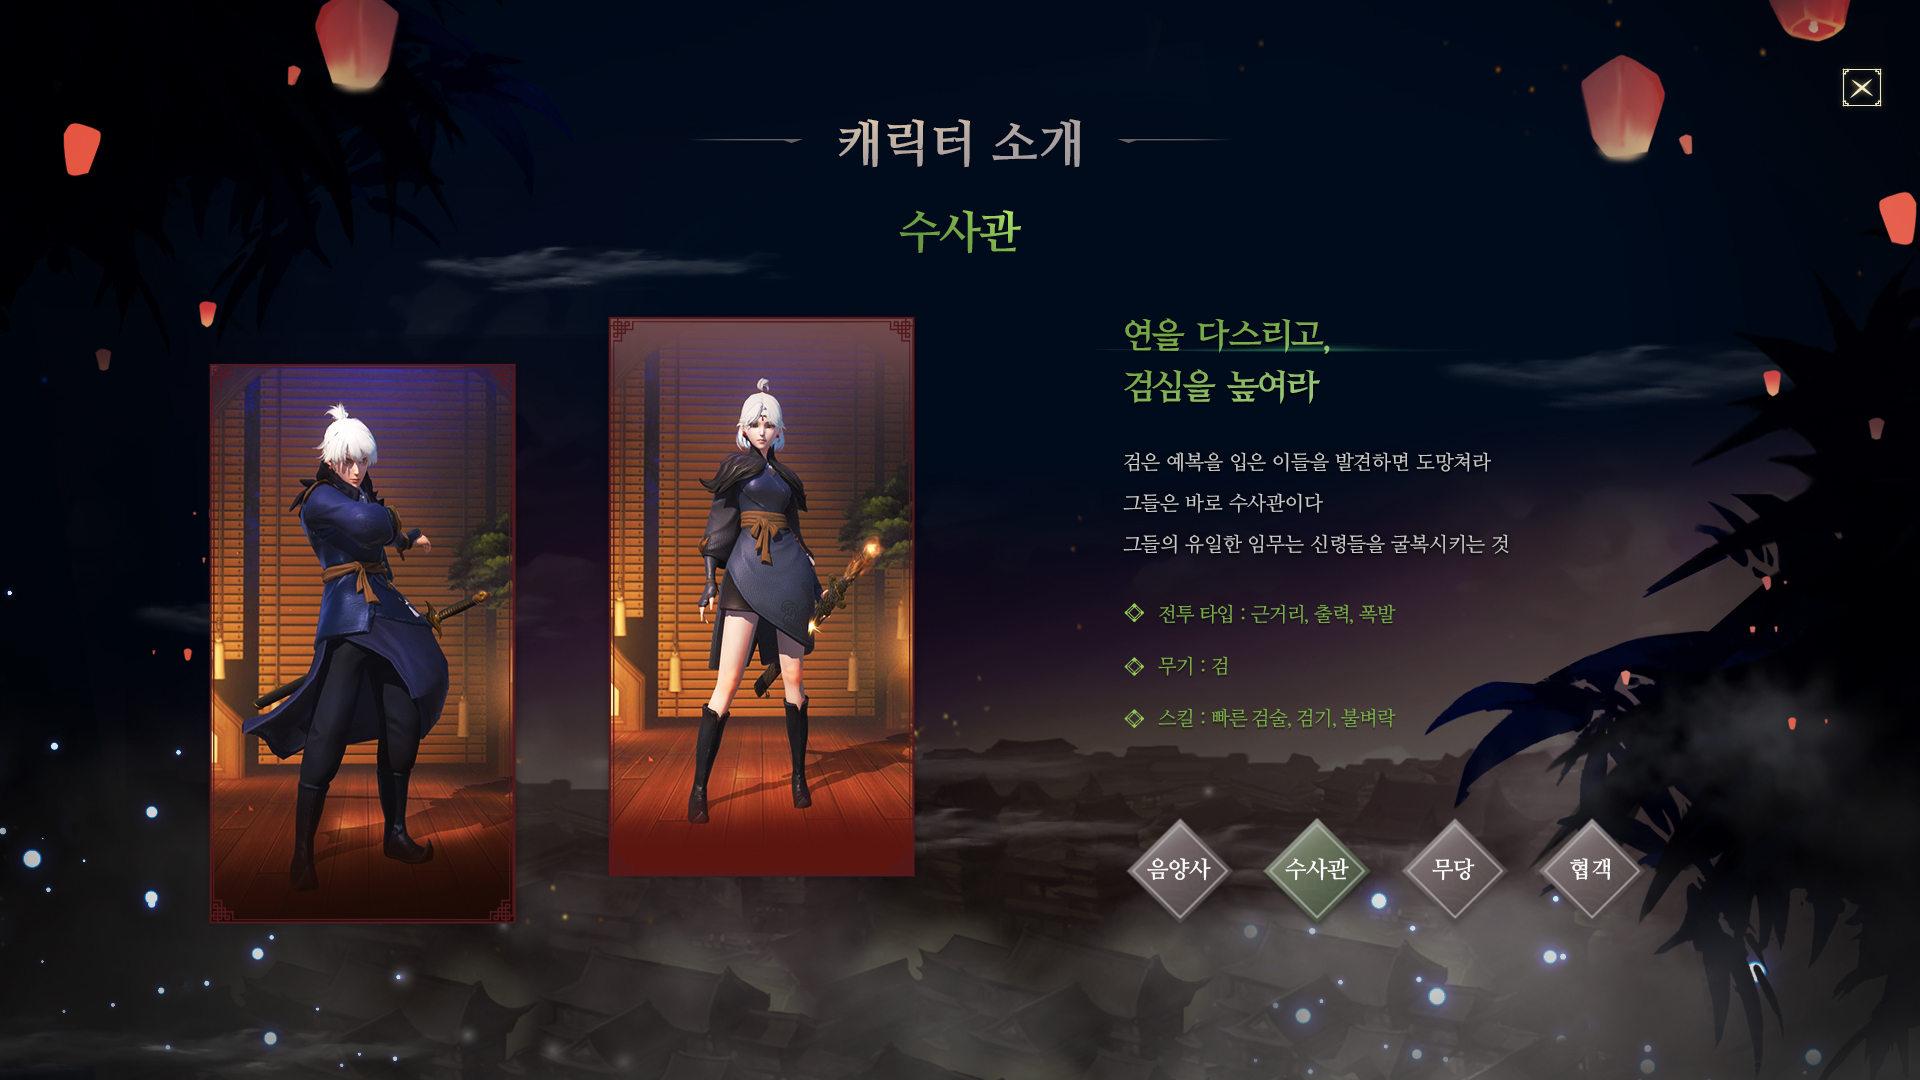 캐릭터 소개
수사관
연을 다스리고,
검심을 높여라
검은 예복을 입은 이들을 발견하면 도망쳐라
그들은 바로 수사관이다
그들의 유일한 임무는 신령들을 굴복시키는 것
전투 타입 : 근거리, 출력, 폭발
무기 : 검
스킬 : 빠른 검술, 검기, 불벼락
음양사
수사관
무당
협객